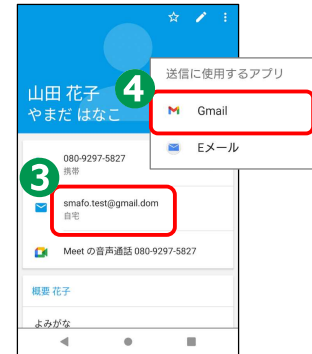 山田 花子
やまだ はなこ
080-9297-5827
携帯
3
smafo.test@gmail.dom
自宅
Meet の音声通話 080-9297-5827
概要 花子
よみがな
4
送信に使用するアプリ
Gmail
Eメール